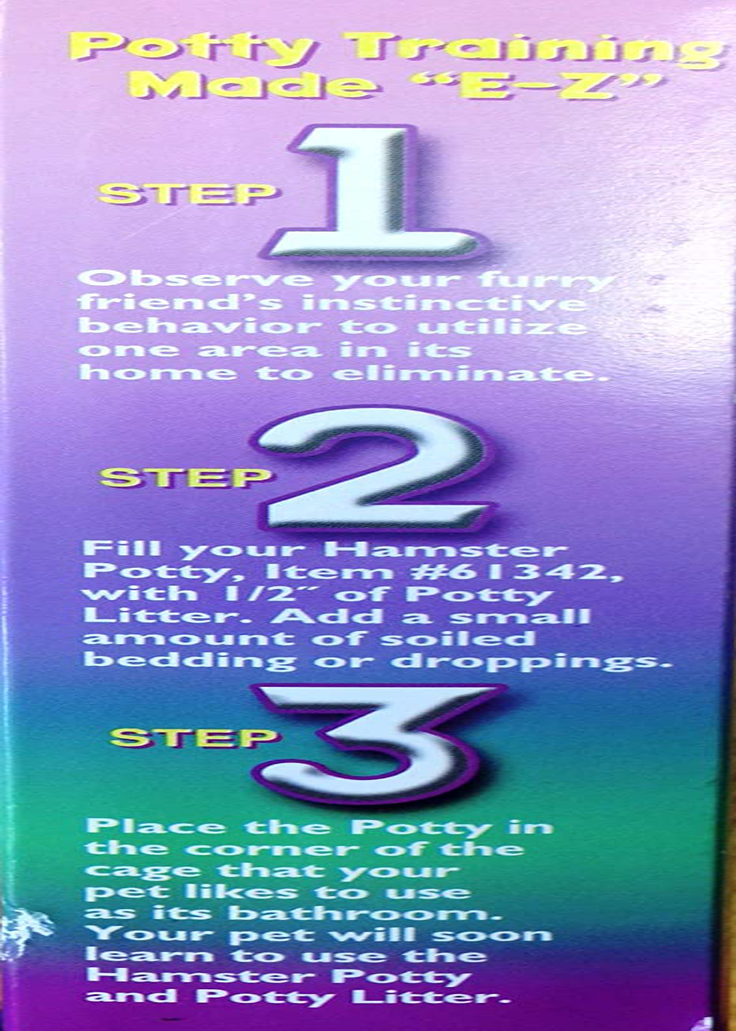 Potty Training
Made “E-Z”
STEP 1
Observe your furry
friend's instinctive
behavior to utilize
one area in its
home to eliminate.
STEP 2
Fill your Hamster
Potty, Item #61342,
with 1/2″ of Potty
Litter. Add a small
amount of soiled
bedding or droppings.
STEP 3
Place the Potty in
the corner of the
cage that your
pet likes to use
as its bathroom.
Your pet will soon
learn to use the
Hamster Potty
and Potty Litter.